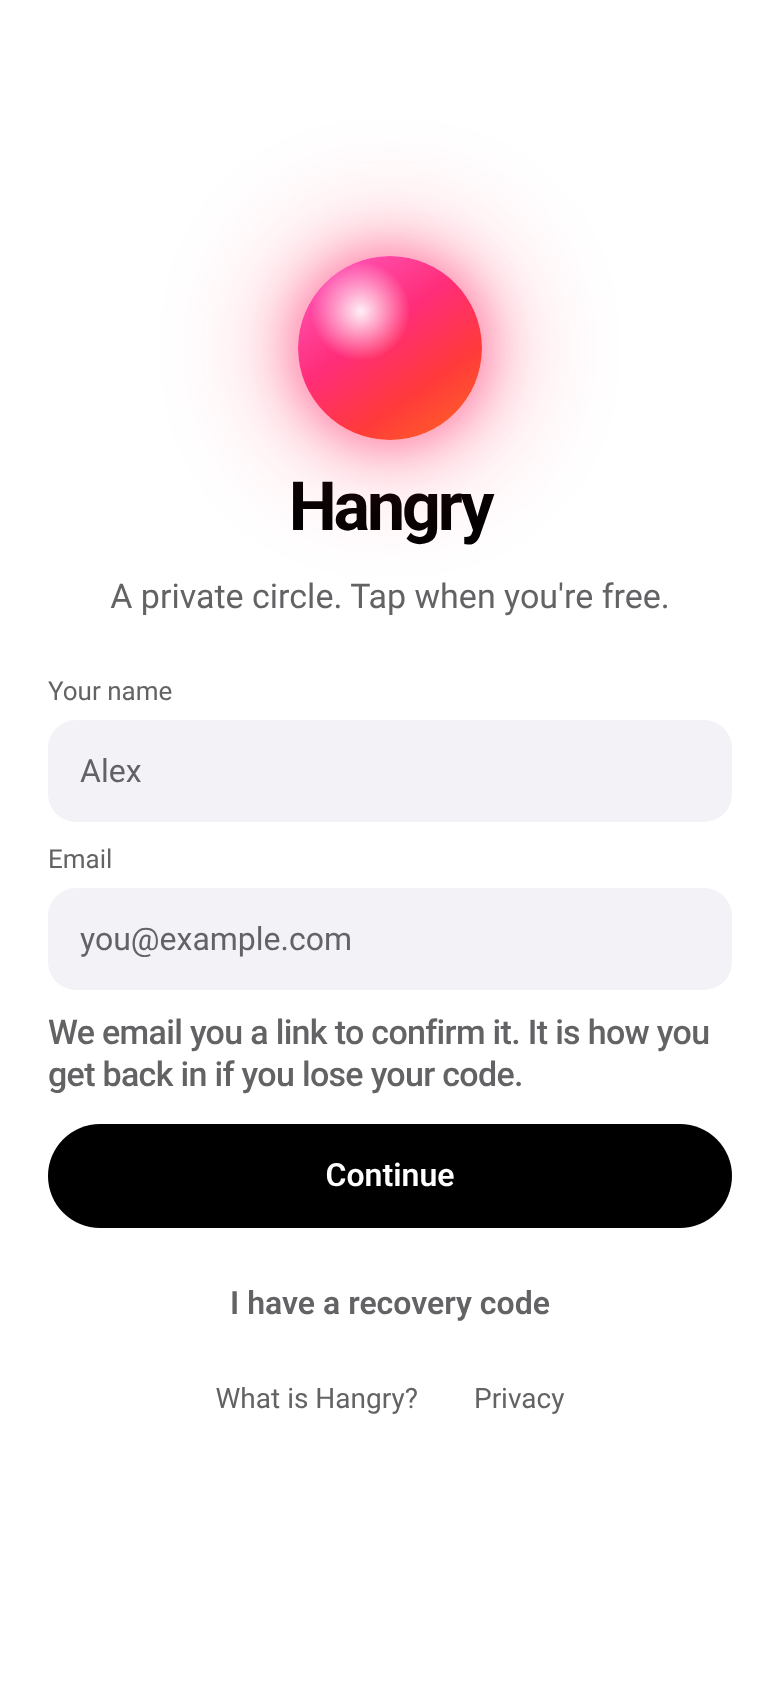 Hangry
A private circle. Tap when you're free.
Your name
Alex
Email
you@example.com
We email you a link to confirm it. It is how you
get back in if you lose your code.
Continue
I have a recovery code
What is Hangry? Privacy